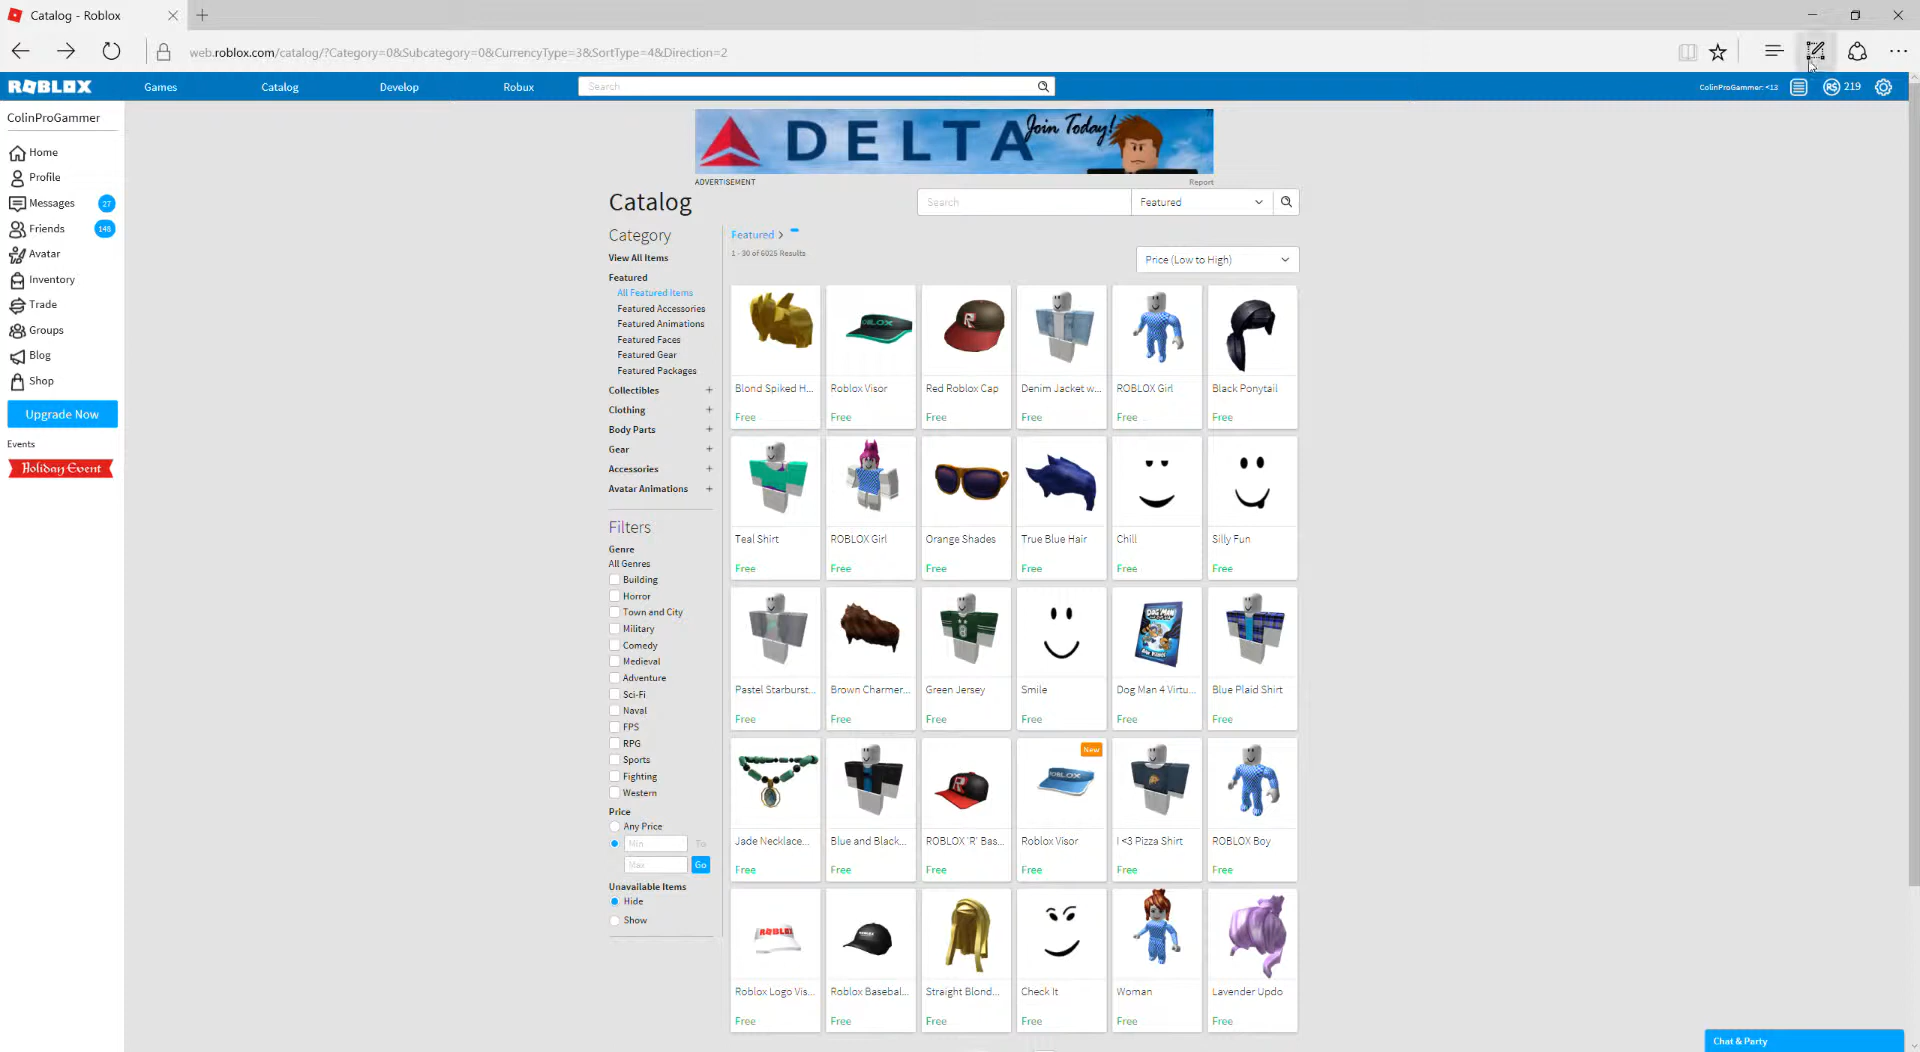 Catalog - Roblox
web.roblox.com/catalog/?Category=0&Subcategory=0&CurrencyType=3&SortType=4&Direction=2
ROBLOX
Games
Catalog
Develop
Robux
Search
ColinProGammer: <13
R$ 219
ColinProGammer
Home
Profile
Messages 27
Friends 148
Avatar
Inventory
Trade
Groups
Blog
Shop
Upgrade Now
Events
Holiday Event
DELTA Join Today!
ADVERTISEMENT
Report
Catalog
Search
Featured
Category
View All Items
Featured
All Featured Items
Featured Accessories
Featured Animations
Featured Faces
Featured Gear
Featured Packages
Collectibles +
Clothing +
Body Parts +
Gear +
Accessories +
Avatar Animations +
Filters
Genre
All Genres
Building
Horror
Town and City
Military
Comedy
Medieval
Adventure
Sci-Fi
Naval
FPS
RPG
Sports
Fighting
Western
Price
Any Price
Min To
Max Go
Unavailable Items
Hide
Show
Featured >
1 - 30 of 6025 Results
Price (Low to High)
ROBLOX
R
Blond Spiked H... Roblox Visor Red Roblox Cap Denim Jacket w... ROBLOX Girl Black Ponytail
Free Free Free Free Free Free
Teal Shirt ROBLOX Girl Orange Shades True Blue Hair Chill Silly Fun
Free Free Free Free Free Free
8
DOG MAN
Pastel Starburst... Brown Charmer... Green Jersey Smile Dog Man 4 Virtu... Blue Plaid Shirt
Free Free Free Free Free Free
New
R
ROBLOX
Jade Necklace... Blue and Black... ROBLOX 'R' Bas... Roblox Visor I <3 Pizza Shirt ROBLOX Boy
Free Free Free Free Free Free
ROBLOX
Roblox Logo Vis... Roblox Basebal... Straight Blond... Check It Woman Lavender Updo
Free Free Free Free Free Free
Chat & Party